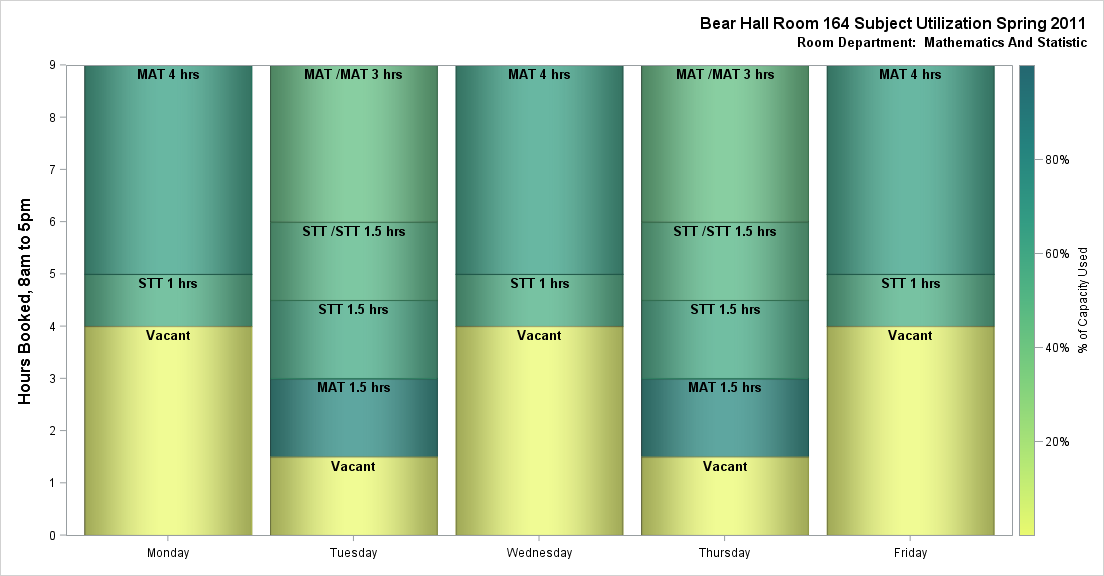 Bear Hall Room 164 Subject Utilization Spring 2011
Room Department:  Mathematics And Statistic
Hours Booked, 8am to 5pm
9
8
7
6
5
4
3
2
1
0
MAT 4 hrs
STT 1 hrs
Vacant
MAT /MAT 3 hrs
STT /STT 1.5 hrs
STT 1.5 hrs
MAT 1.5 hrs
Vacant
MAT 4 hrs
STT 1 hrs
Vacant
MAT /MAT 3 hrs
STT /STT 1.5 hrs
STT 1.5 hrs
MAT 1.5 hrs
Vacant
MAT 4 hrs
STT 1 hrs
Vacant
Monday
Tuesday
Wednesday
Thursday
Friday
80%
60%
40%
20%
% of Capacity Used